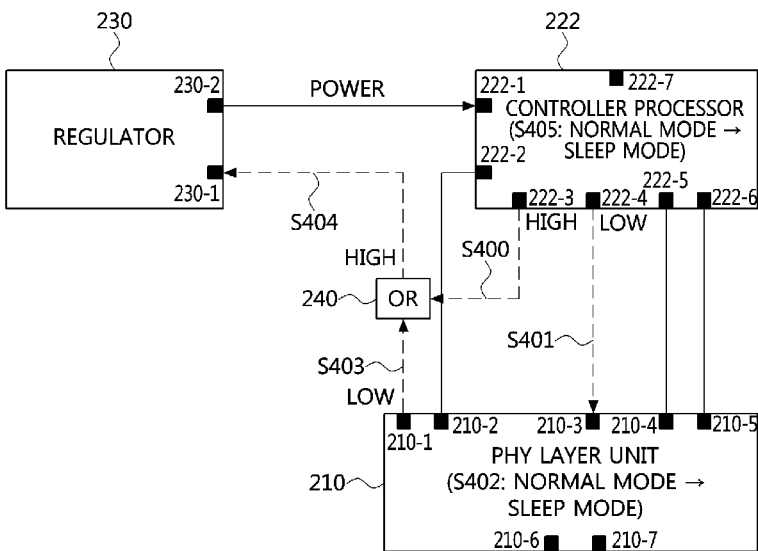 230
222
230-2
POWER
222-1
222-7
REGULATOR
CONTROLLER PROCESSOR
(S405: NORMAL MODE →
SLEEP MODE)
222-2
230-1
222-5
222-3
222-4
222-6
S404
HIGH
LOW
HIGH
S400
240
OR
S403
S401
LOW
210-1
210-2
210-3
210-4
210-5
PHY LAYER UNIT
210
(S402: NORMAL MODE →
SLEEP MODE)
210-6
210-7